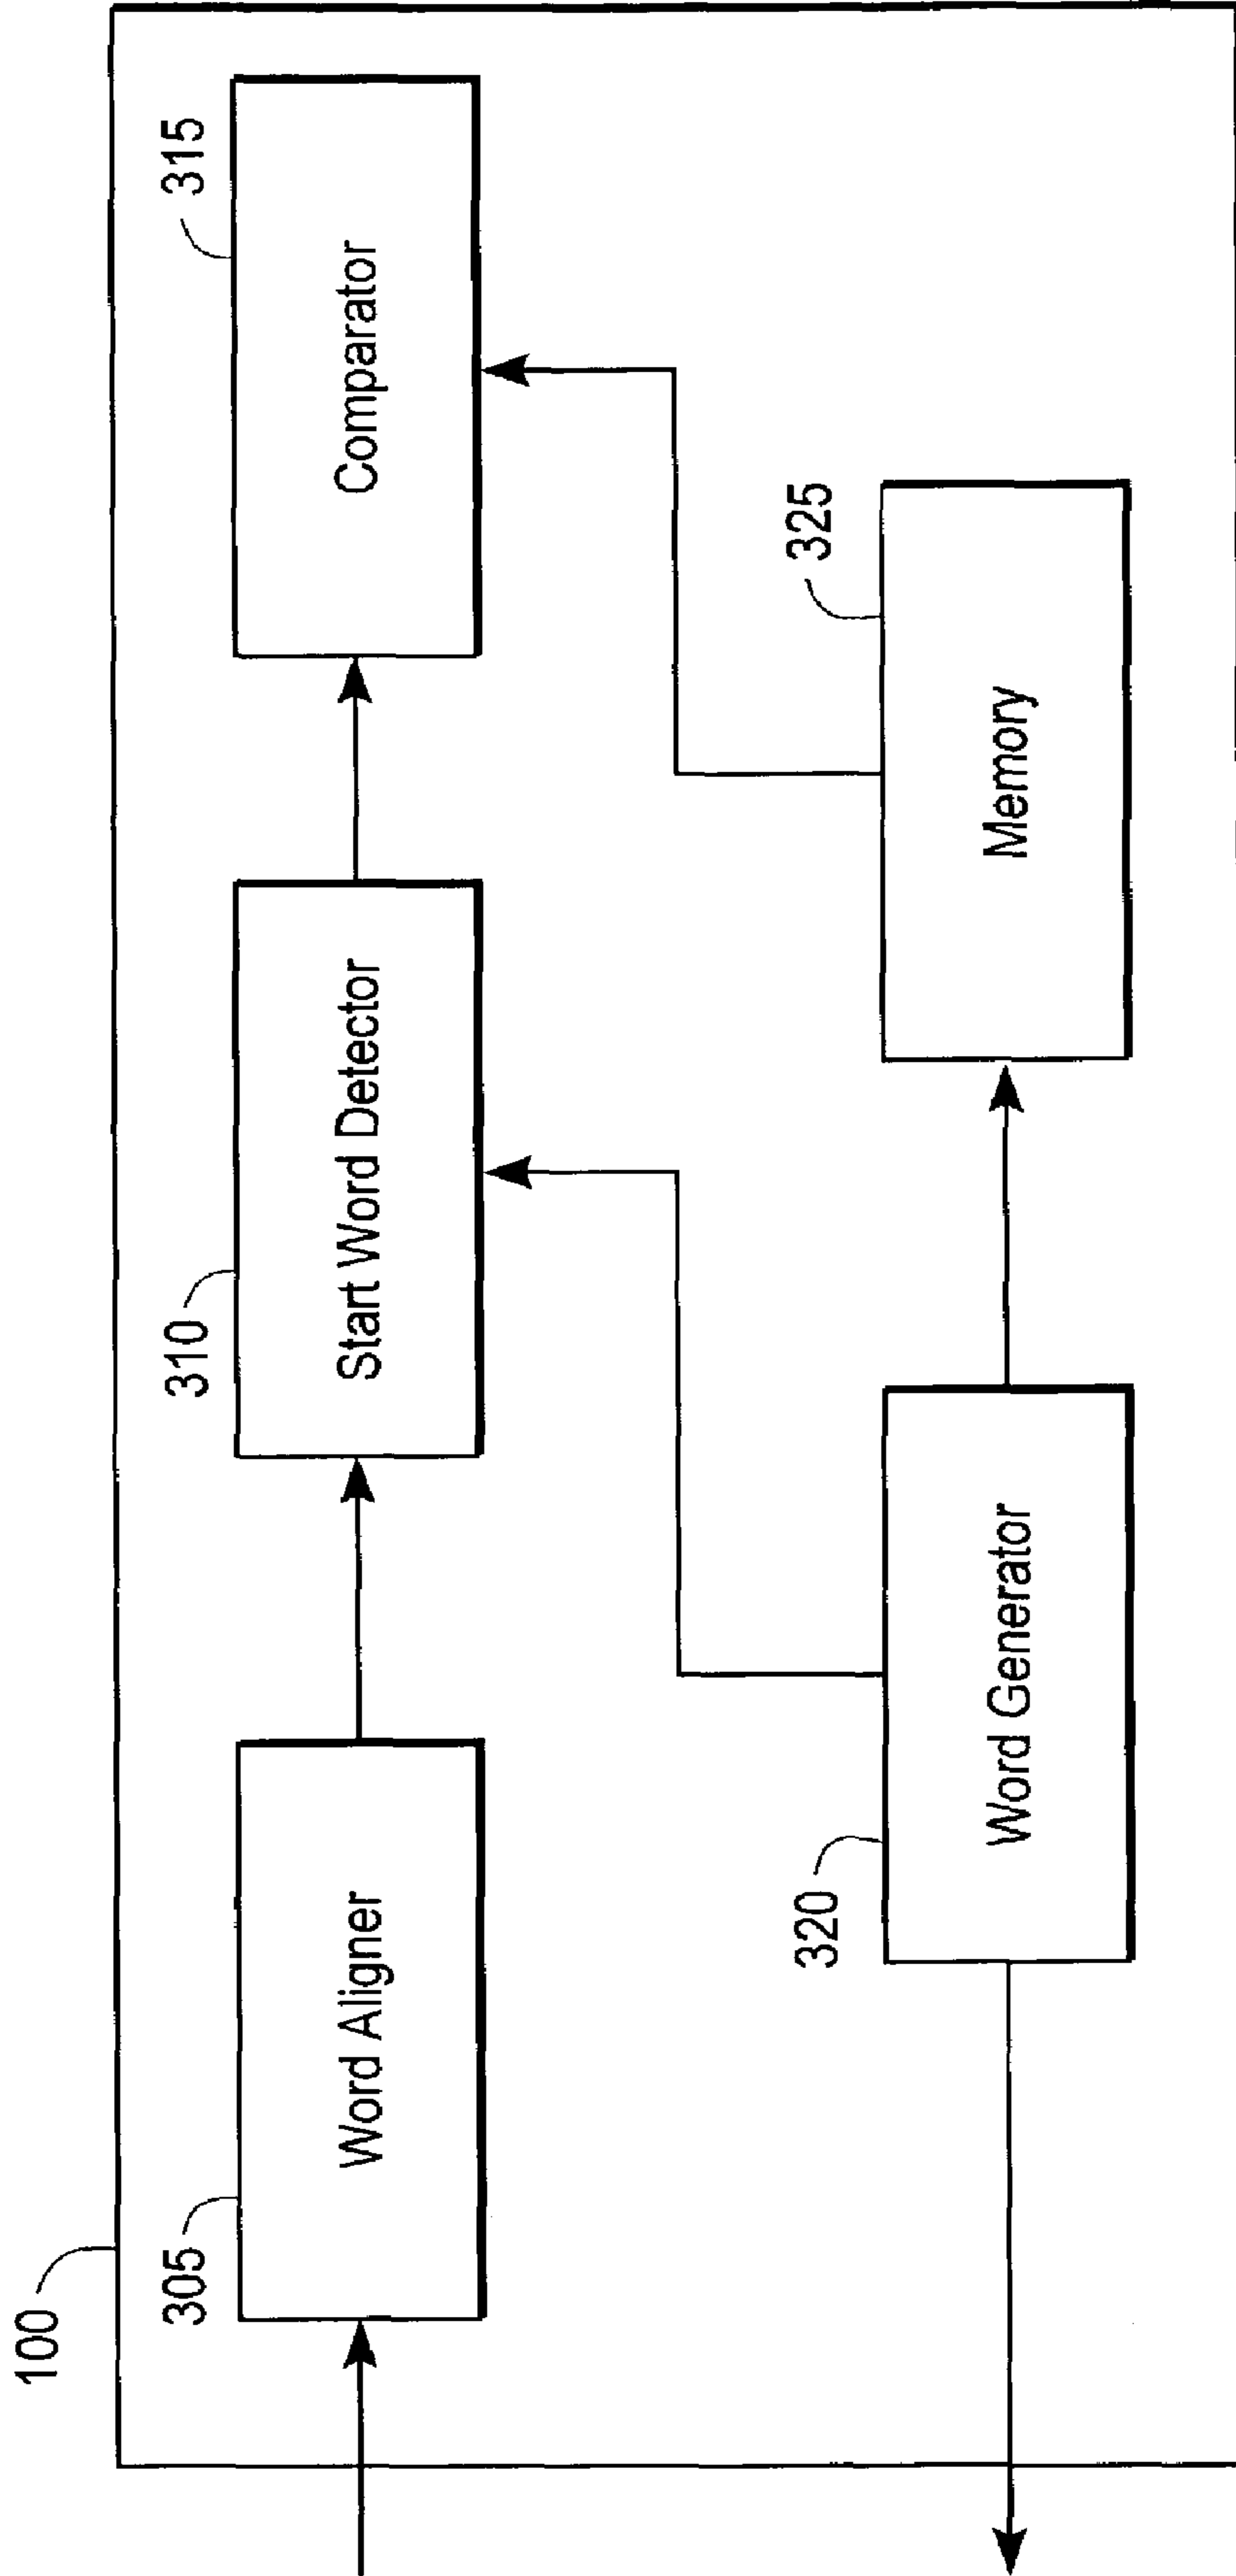 100
305
Word Aligner
310
Start Word Detector
315
Comparator
320
Word Generator
325
Memory